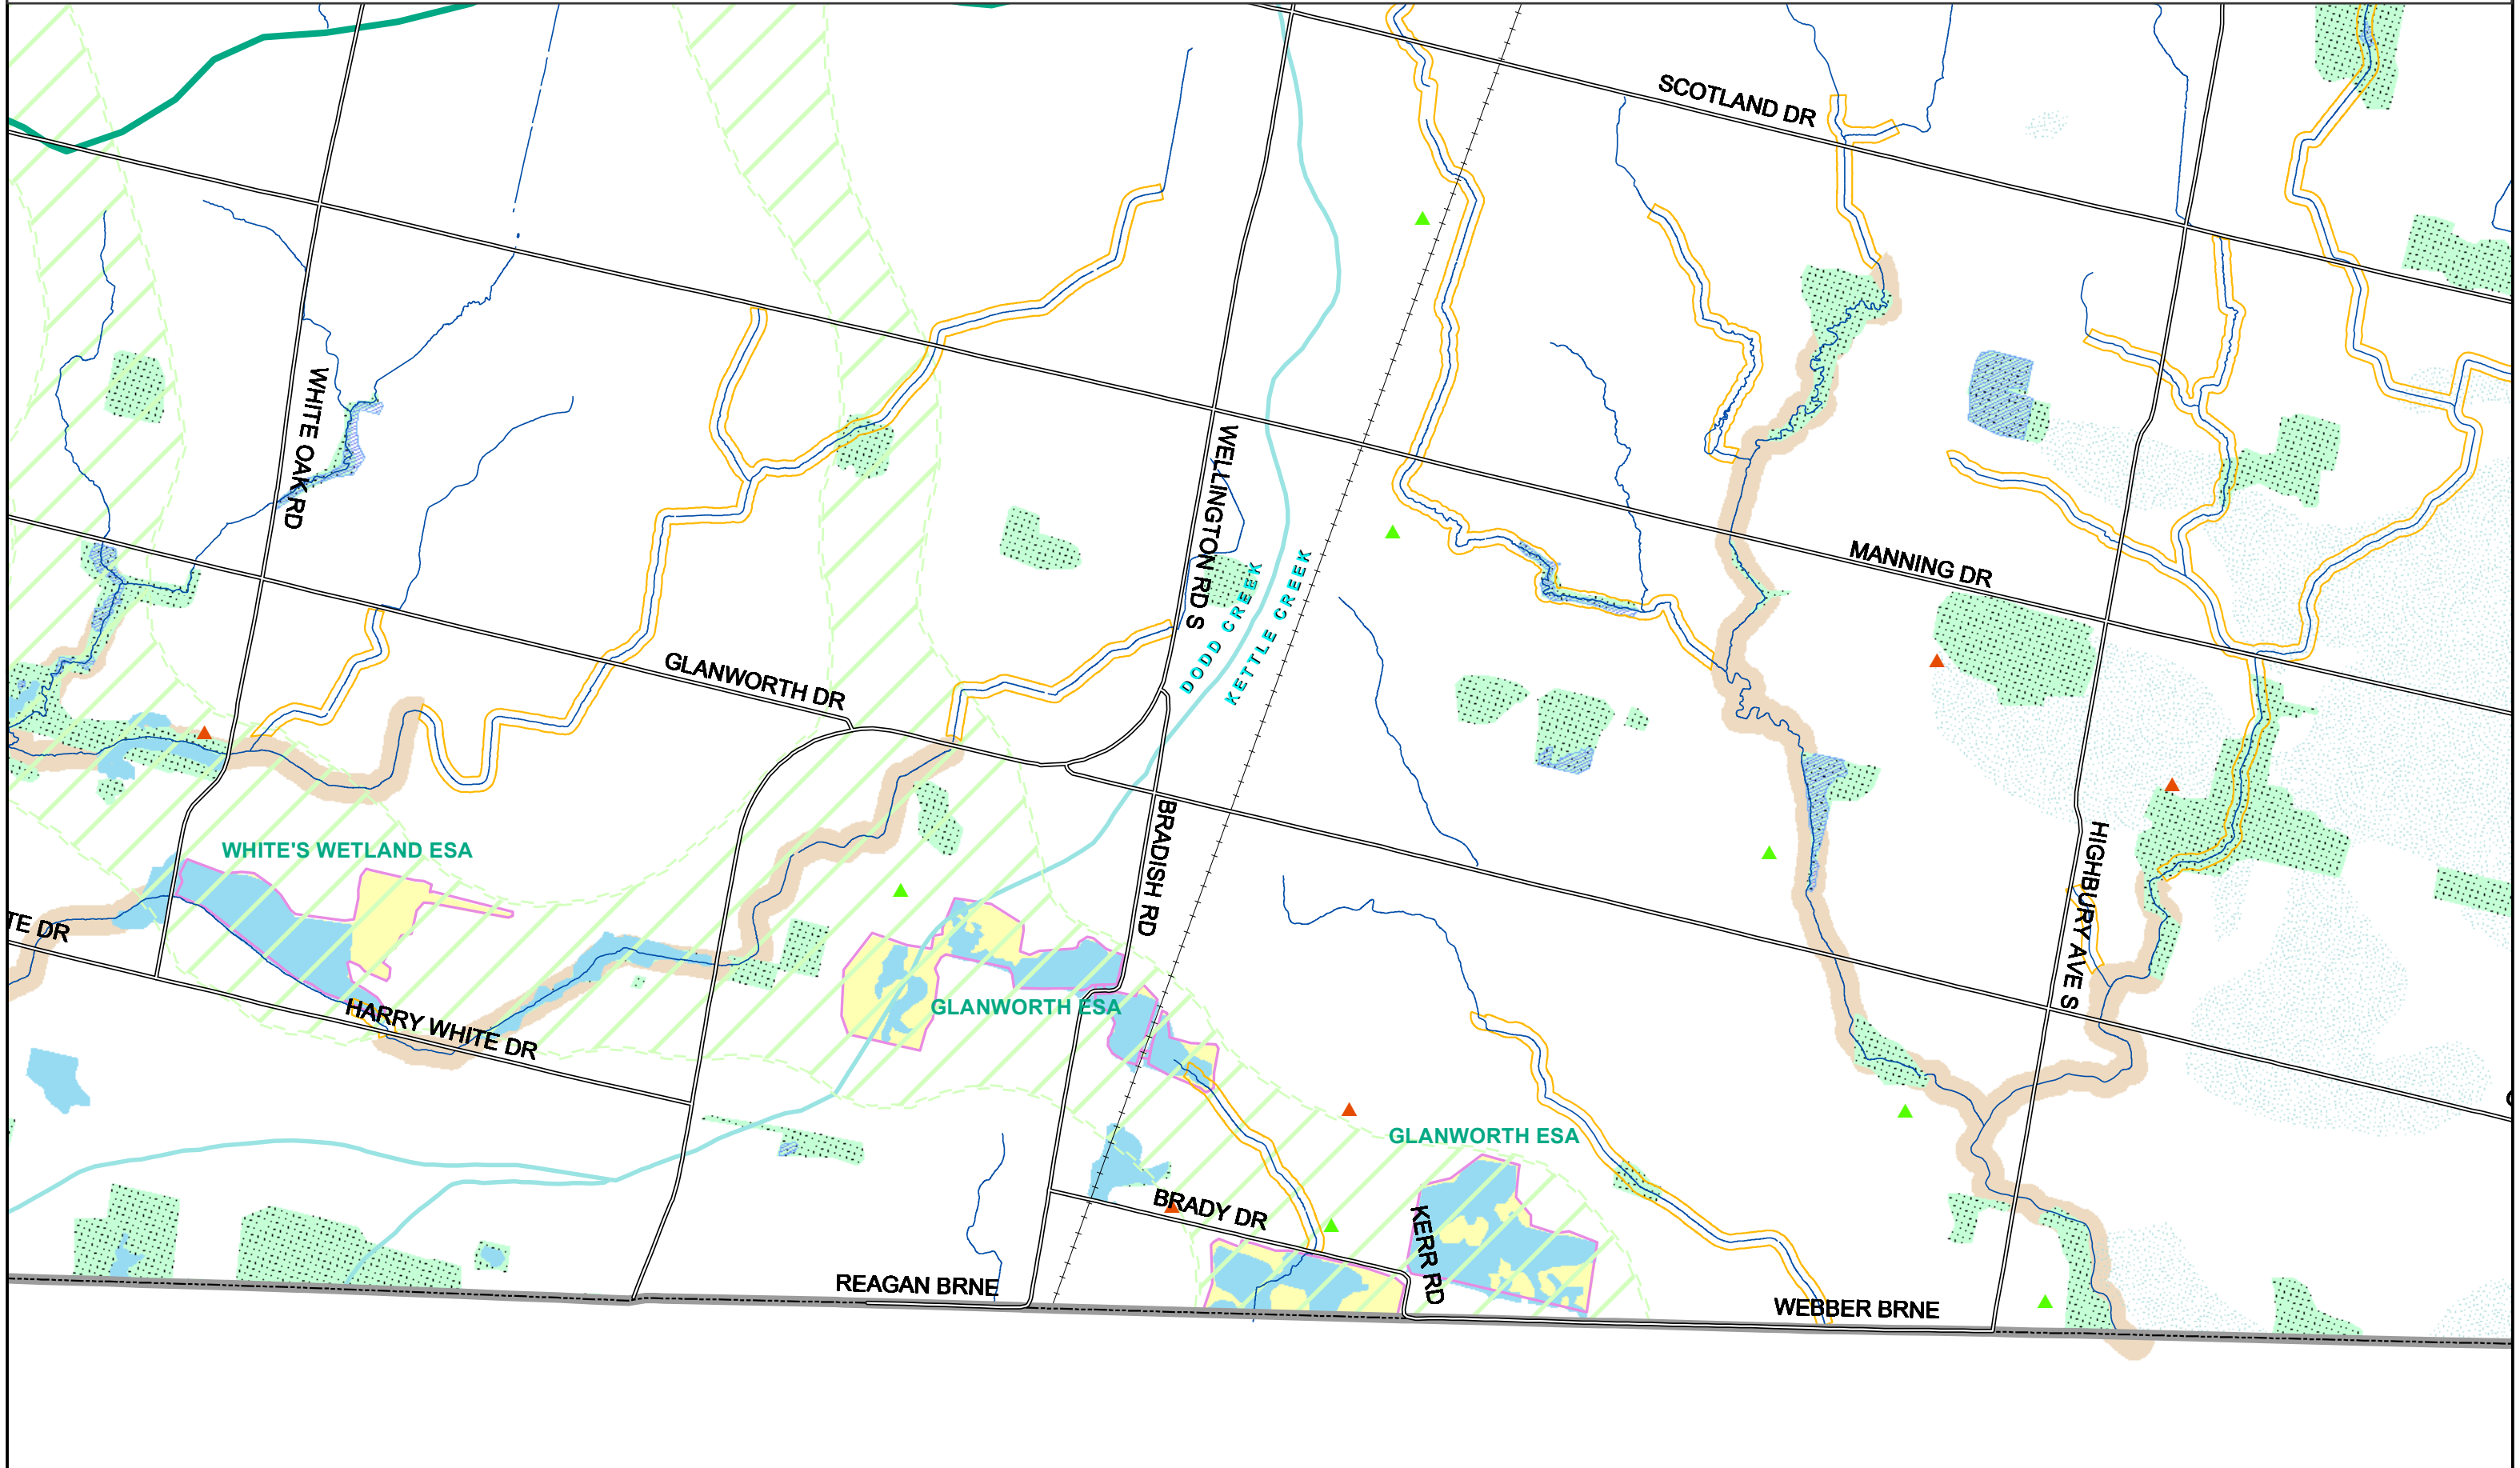 SCOTLAND DR
WHITE OAK RD
WELLINGTON RD S
MANNING DR
DODD CREEK
KETTLE CREEK
GLANWORTH DR
BRADISH RD
HIGHBURY AVE S
WHITE'S WETLAND ESA
TE DR
GLANWORTH ESA
HARRY WHITE DR
GLANWORTH ESA
BRADY DR
KERR RD
REAGAN BRNE
WEBBER BRNE